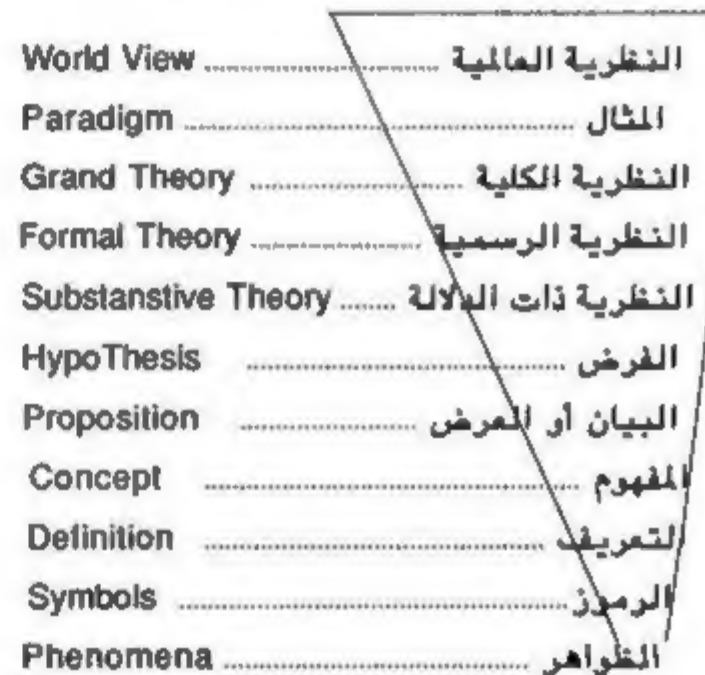 World View ........ النظرية العالمية
Paradigm ........ المثال
Grand Theory ........ النظرية الكلية
Formal Theory ........ النظرية الرسمية
Substanstive Theory ........ النظرية ذات الدلالة
HypoThesis ........ الفرض
Proposition ........ البيان أو العرض
Concept ........ المفهوم
Definition ........ التعريف
Symbols ........ الرموز
Phenomena ........ الظواهر